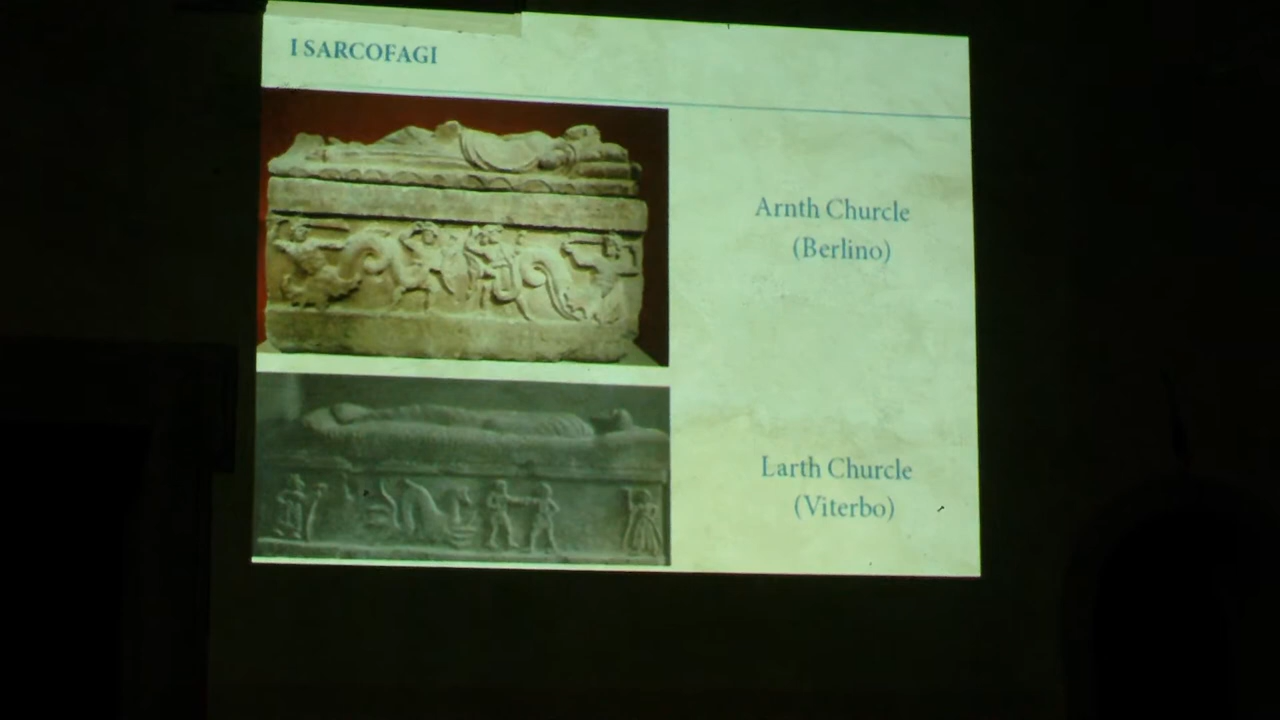 I SARCOFAGI
Arnth Churcle
(Berlino)
Larth Churcle
(Viterbo)